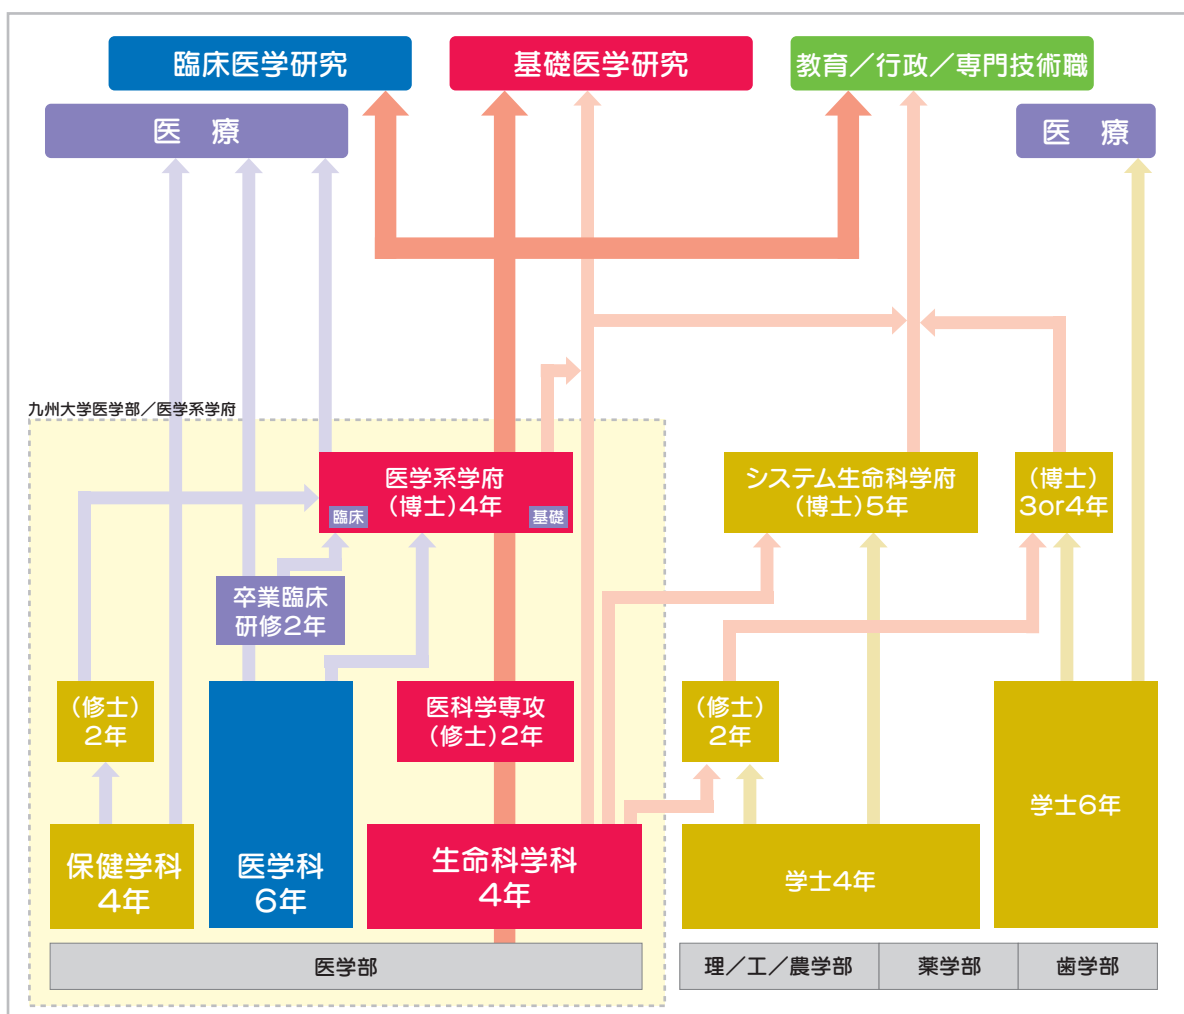 臨床医学研究
基礎医学研究
教育／行政／専門技術職
医　療
医　療
九州大学医学部／医学系学府
医学系学府
(博士)4年
臨床
基礎
システム生命科学府
(博士)5年
(博士)
3or4年
卒業臨床
研修2年
(修士)
2年
医科学専攻
(修士)2年
(修士)
2年
学士6年
保健学科
4年
医学科
6年
生命科学科
4年
学士4年
医学部
理／工／農学部
薬学部
歯学部